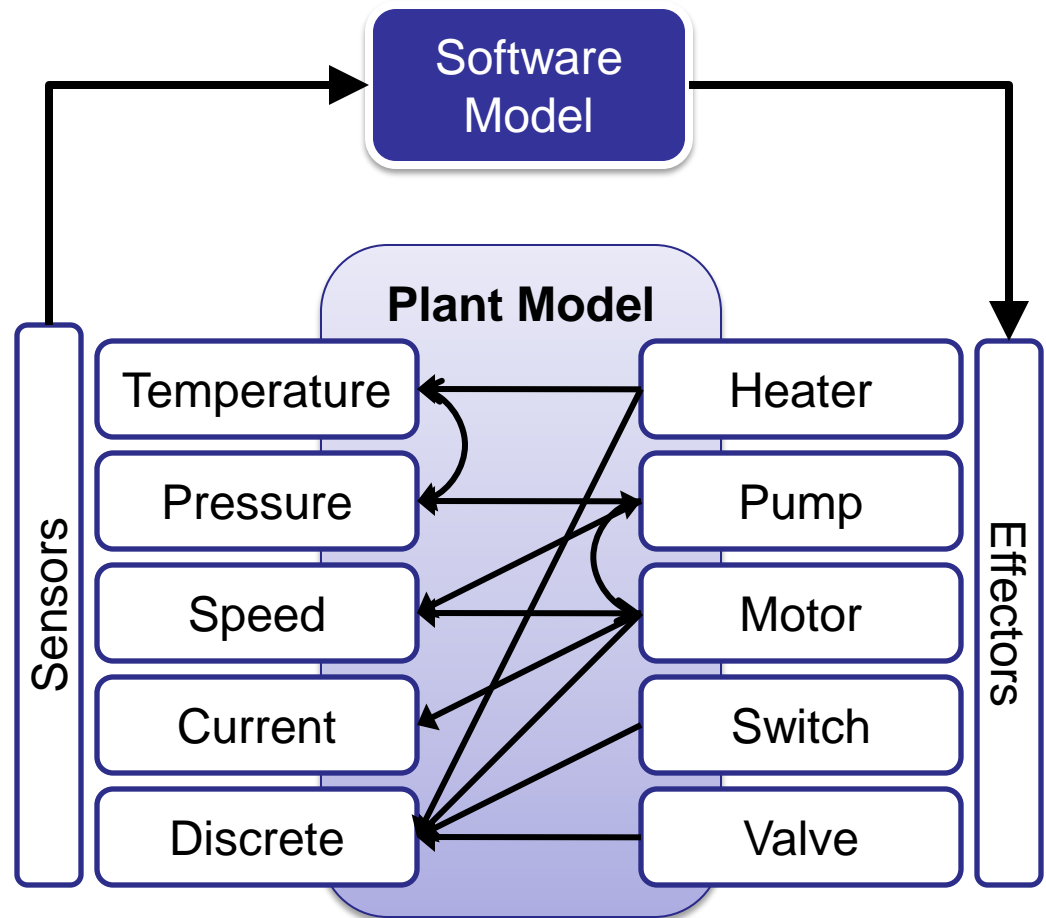 Software
Model
Plant Model
Sensors
Temperature
Pressure
Speed
Current
Discrete
Heater
Pump
Motor
Switch
Valve
Effectors